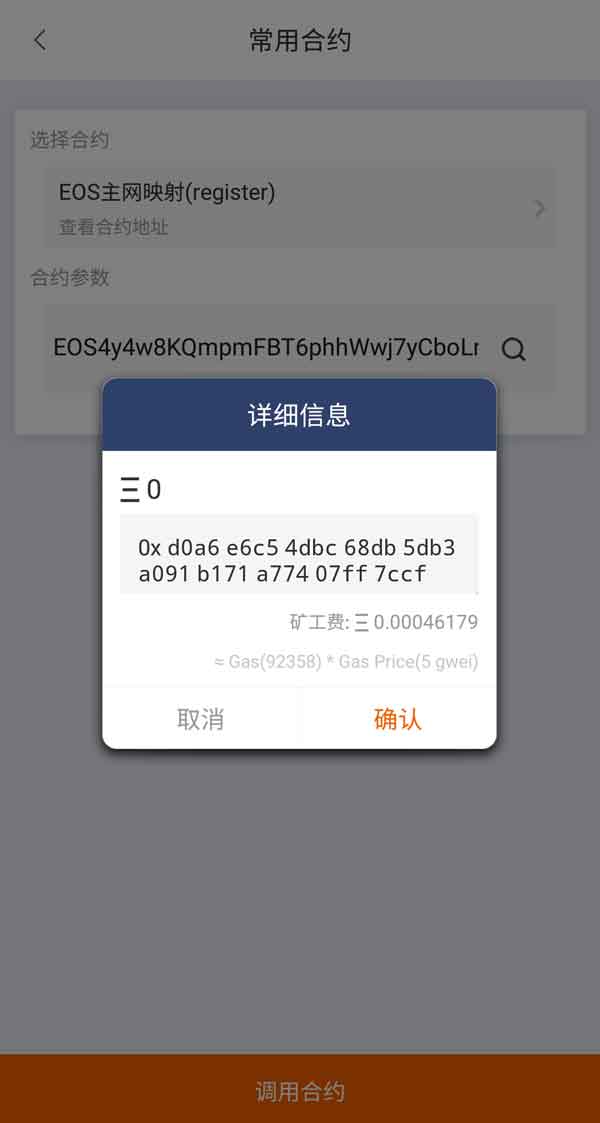 常用合约
选择合约
EOS主网映射(register)
查看合约地址
合约参数
EOS4y4w8KQmpmFBT6phhWwj7yCboLr
详细信息
三 0
0x d0a6 e6c5 4dbc 68db 5db3
a091 b171 a774 07ff 7ccf
矿工费: 三 0.00046179
≈ Gas(92358) * Gas Price(5 gwei)
取消
确认
调用合约